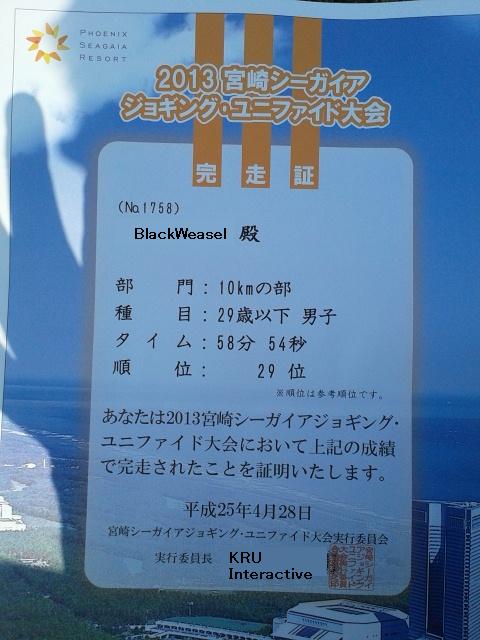 PHOENIX
SEAGAIA
RESORT
2013 宮崎シーガイア
ジョギング・ユニファイド大会
完走証
(No.1758)
BlackWeasel 殿
部 門：10kmの部
種 目：29歳以下 男子
タイム：58分 54秒
順 位： 29 位
※順位は参考順位です。
あなたは2013宮崎シーガイアジョギング・
ユニファイド大会において上記の成績
で完走されたことを証明いたします。
平成25年4月28日
宮崎シーガイアジョギング・ユニファイド大会実行委員会
実行委員長 KRU
Interactive